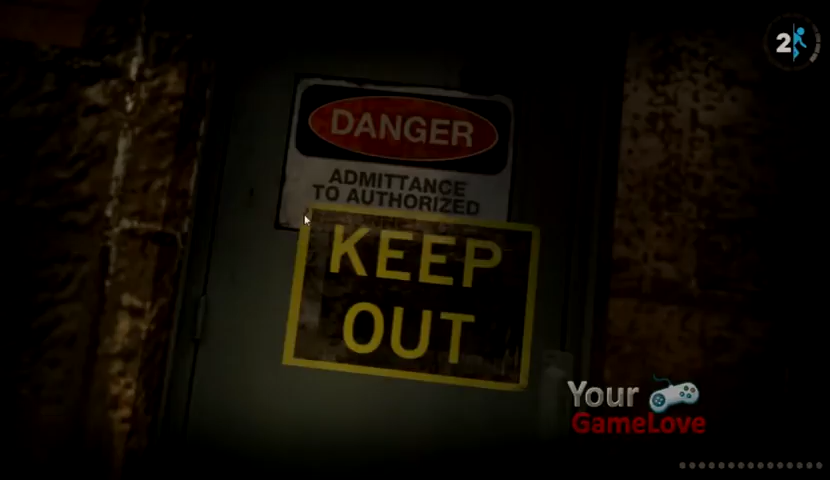 2
DANGER
ADMITTANCE
TO AUTHORIZED
KEEP
OUT
Your
GameLove